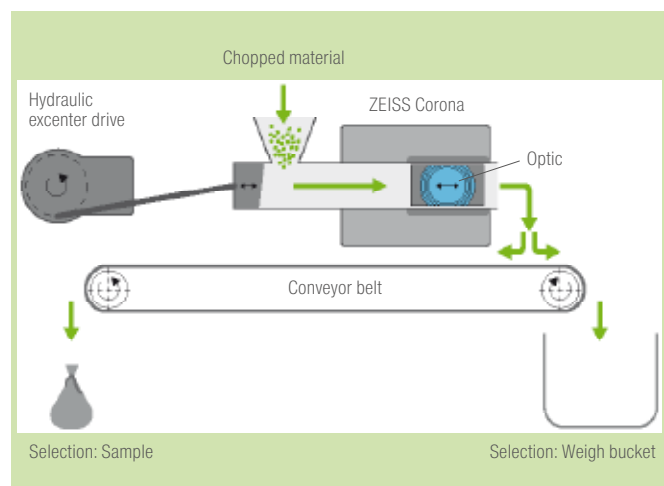 Chopped material
Hydraulic
excenter drive
ZEISS Corona
Optic
Conveyor belt
Selection: Sample
Selection: Weigh bucket